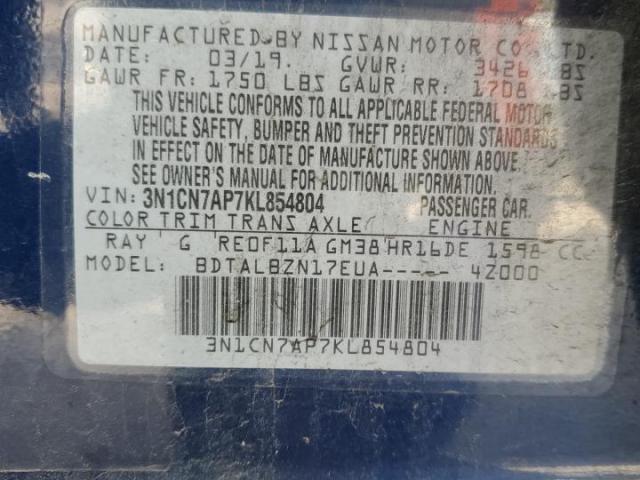 MANUFACTURED BY NISSAN MOTOR CO., LTD.
DATE: 03/19. GVWR: 3426 LBS
GAWR FR: 1750 LBS GAWR RR: 1708 LBS
THIS VEHICLE CONFORMS TO ALL APPLICABLE FEDERAL MOTOR
VEHICLE SAFETY, BUMPER AND THEFT PREVENTION STANDARDS
IN EFFECT ON THE DATE OF MANUFACTURE SHOWN ABOVE.
SEE OWNER'S MANUAL FOR ADDITIONAL INFORMATION.
VIN: 3N1CN7AP7KL854804 PASSENGER CAR.
COLOR TRIM TRANS AXLE ENGINE
RAY G RE0F11A GM38 HR16DE 1598 CC
MODEL: BDTALBZN17EUA----- 4Z000
3N1CN7AP7KL854804